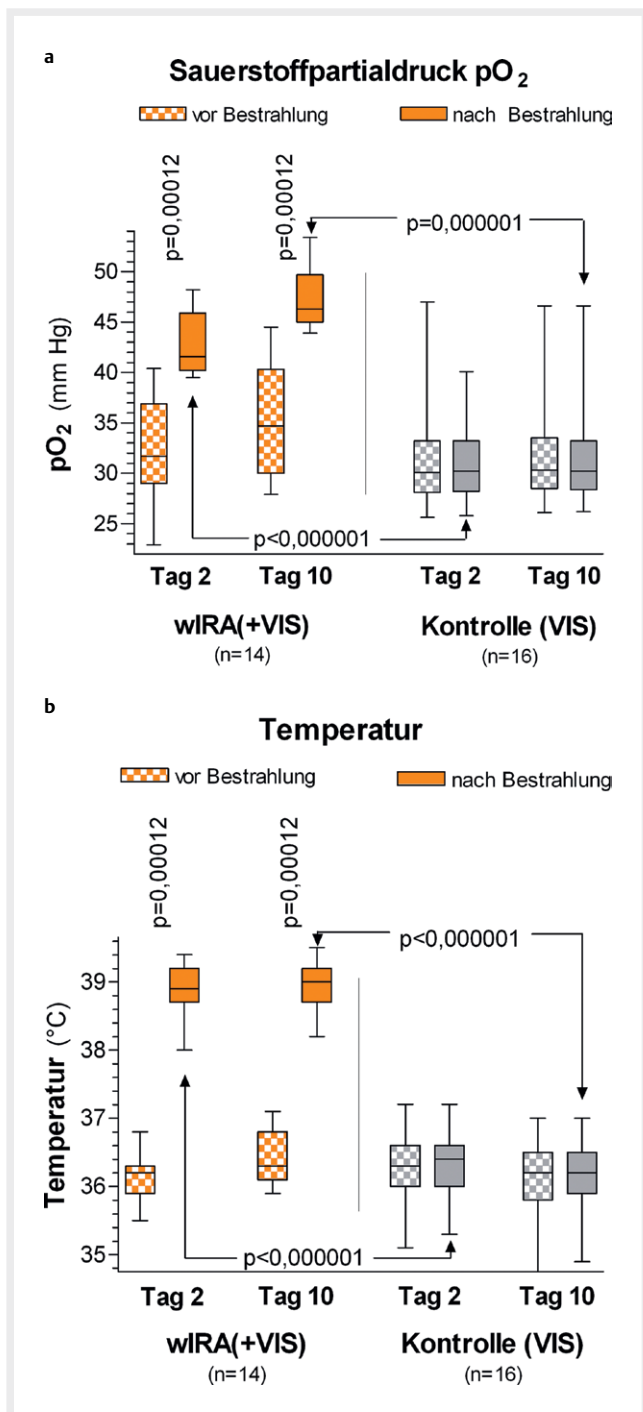 a
Sauerstoffpartialdruck pO₂
vor Bestrahlung
nach Bestrahlung
p=0,00012
p=0,00012
p=0,000001
50
45
40
35
30
25
pO₂ (mm Hg)
p<0,000001
Tag 2
Tag 10
Tag 2
Tag 10
wIRA(+VIS)
Kontrolle (VIS)
(n=14)
(n=16)
b
Temperatur
vor Bestrahlung
nach Bestrahlung
p=0,00012
p=0,00012
p<0,000001
39
38
37
36
35
Temperatur (°C)
p<0,000001
Tag 2
Tag 10
Tag 2
Tag 10
wIRA(+VIS)
Kontrolle (VIS)
(n=14)
(n=16)